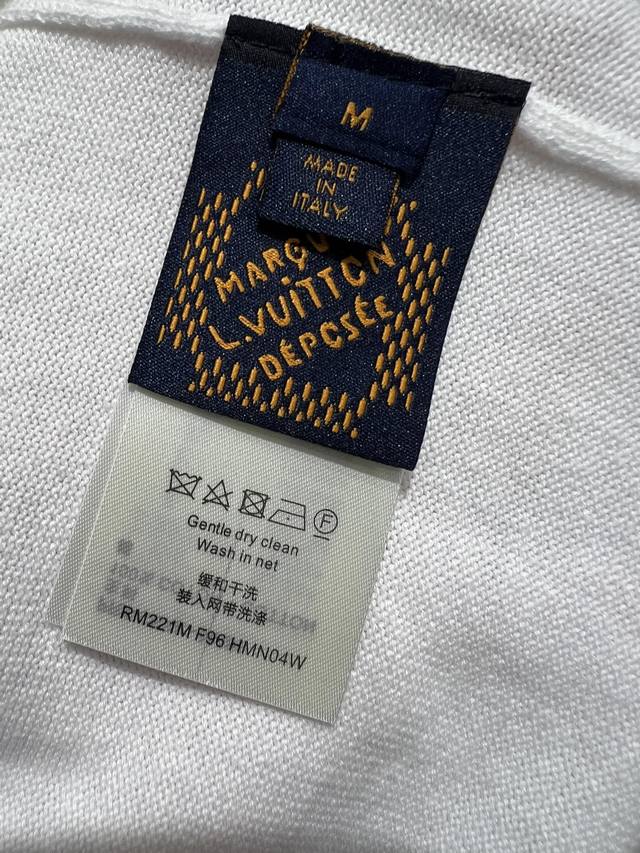 M
MADE
IN
ITALY
MARQU
L.VUITTON
DÉPOSÉE
F
Gentle dry clean
Wash in net
缓和干洗
装入网带洗涤
RM221M F96 HMN04W